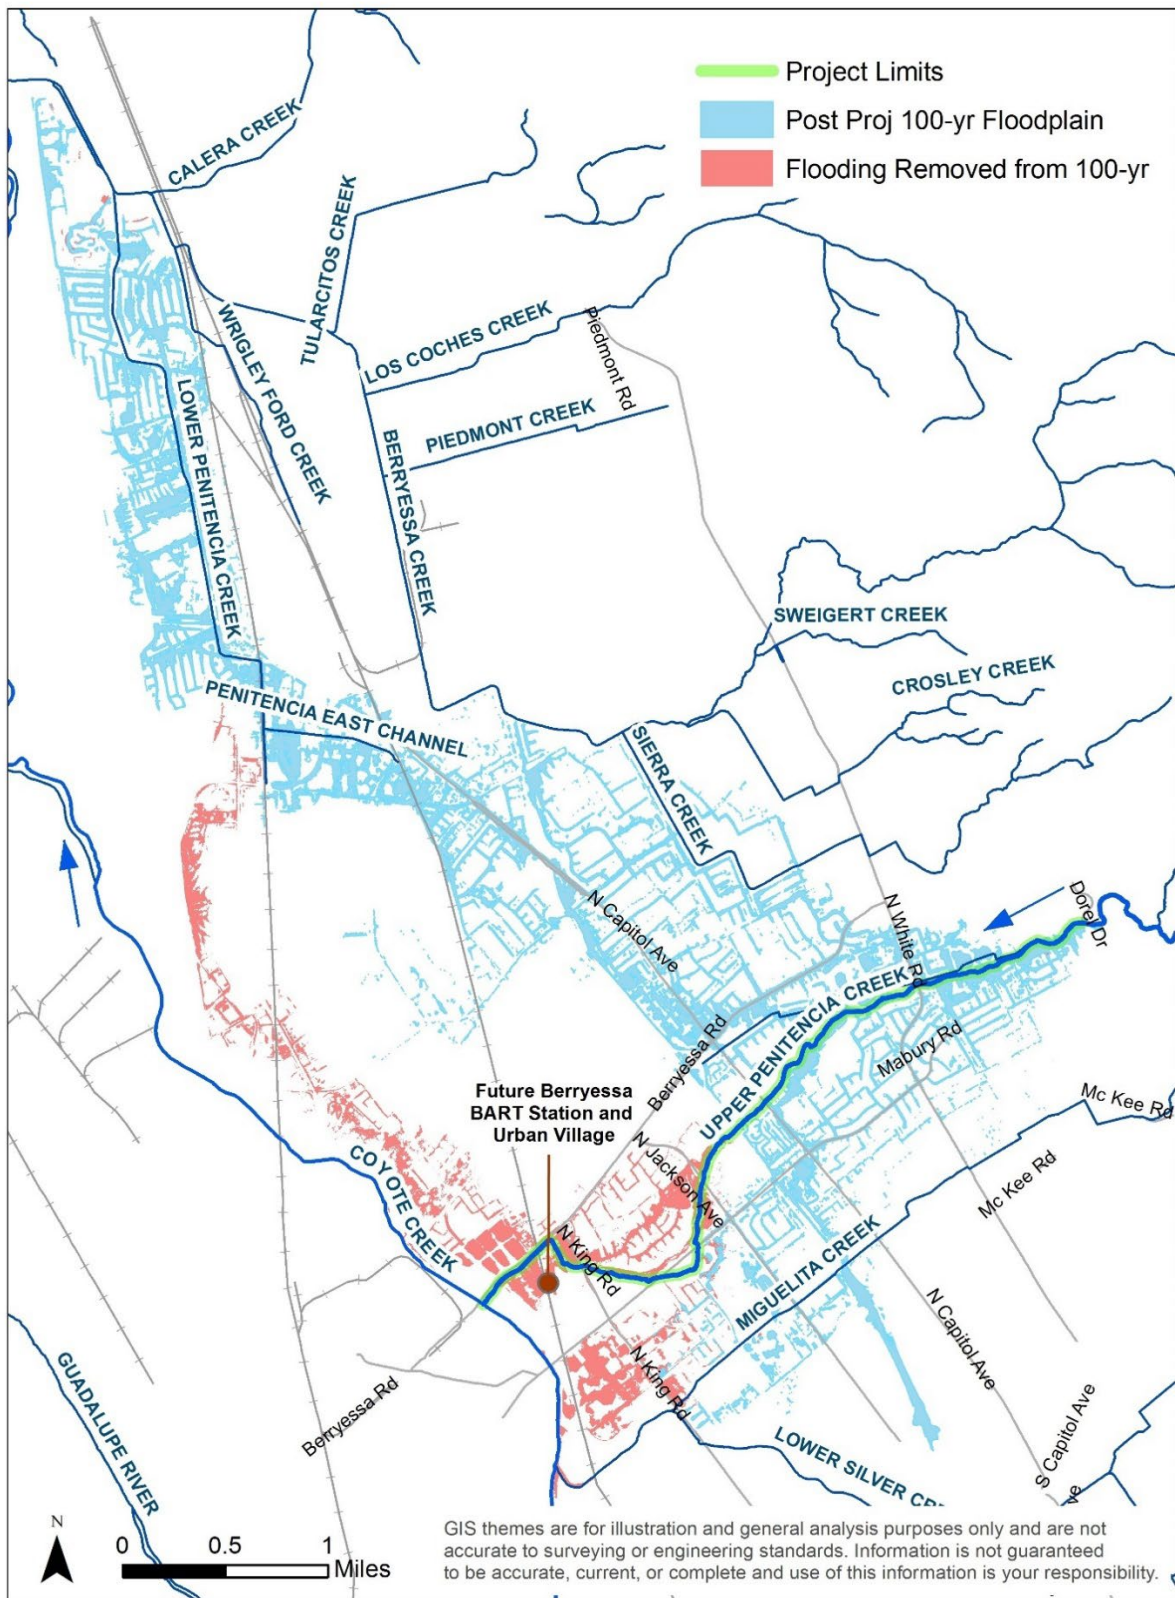 Project Limits
Post Proj 100-yr Floodplain
Flooding Removed from 100-yr
CALERA CREEK
TULARCITOS CREEK
WRIGLEY FORD CREEK
LOS COCHES CREEK
Piedmont Rd
PIEDMONT CREEK
LOWER PENITENCIA CREEK
BERRYESSA CREEK
SWEIGERT CREEK
CROSLEY CREEK
PENITENCIA EAST CHANNEL
SIERRA CREEK
N Capitol Ave
N White Rd
Dorel Dr
UPPER PENITENCIA CREEK
Berryessa Rd
Mabury Rd
Mc Kee Rd
Future Berryessa
BART Station and
Urban Village
N Jackson Ave
COYOTE CREEK
Mc Kee Rd
N King Rd
MIGUELITA CREEK
N Capitol Ave
N King Rd
Berryessa Rd
GUADALUPE RIVER
S Capitol Ave
ve
LOWER SILVER CR
N
0 0.5 1
Miles
GIS themes are for illustration and general analysis purposes only and are not
accurate to surveying or engineering standards. Information is not guaranteed
to be accurate, current, or complete and use of this information is your responsibility.